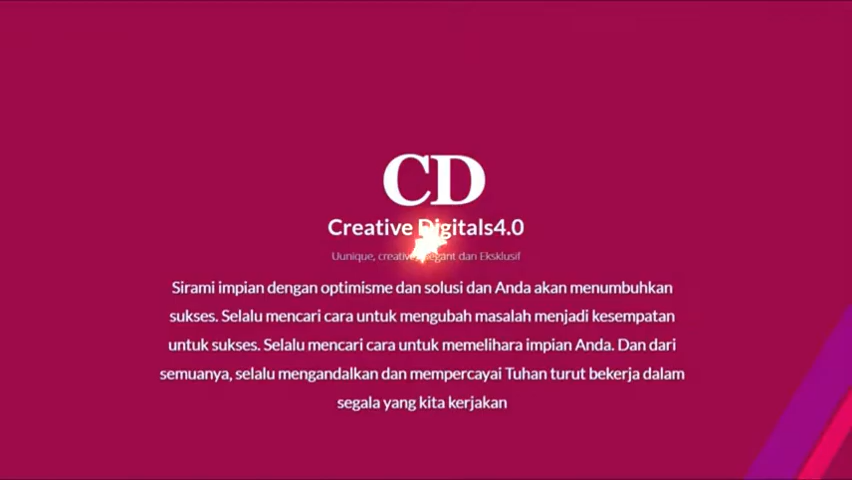 CD
Creative Digitals4.0
Uunique, creative, dan Eksklusif
Sirami impian dengan optimisme dan solusi dan Anda akan menumbuhkan
sukses. Selalu mencari cara untuk mengubah masalah menjadi kesempatan
untuk sukses. Selalu mencari cara untuk memelihara impian Anda. Dan dari
semuanya, selalu mengandalkan dan mempercayai Tuhan turut bekerja dalam
segala yang kita kerjakan